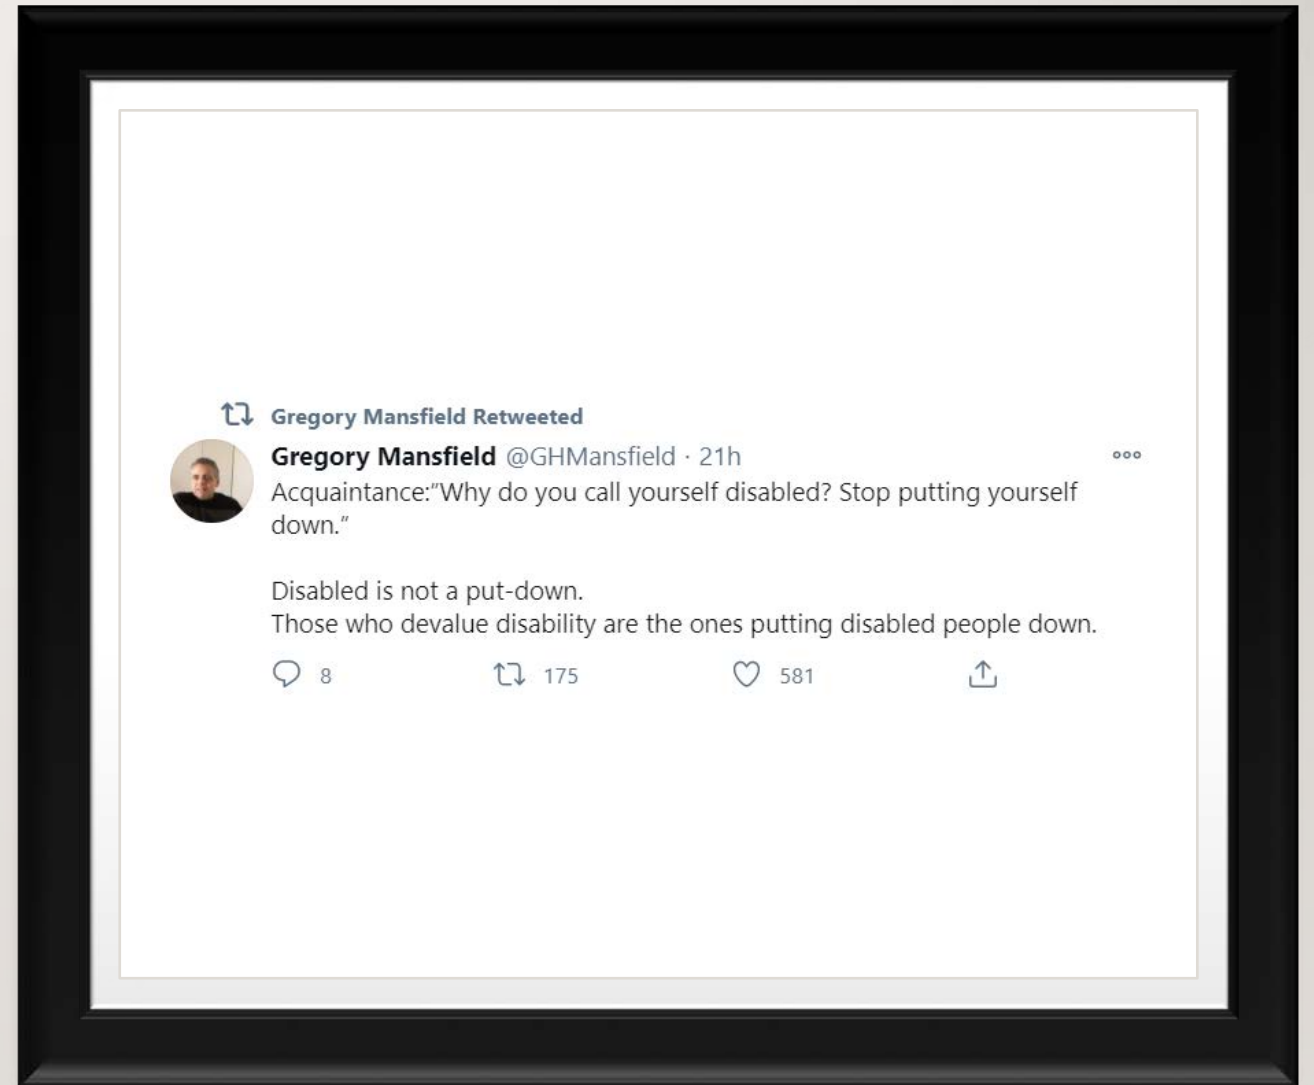 Gregory Mansfield Retweeted
Gregory Mansfield @GHMansfield · 21h
Acquaintance:"Why do you call yourself disabled? Stop putting yourself
down."
Disabled is not a put-down.
Those who devalue disability are the ones putting disabled people down.
8 175 581